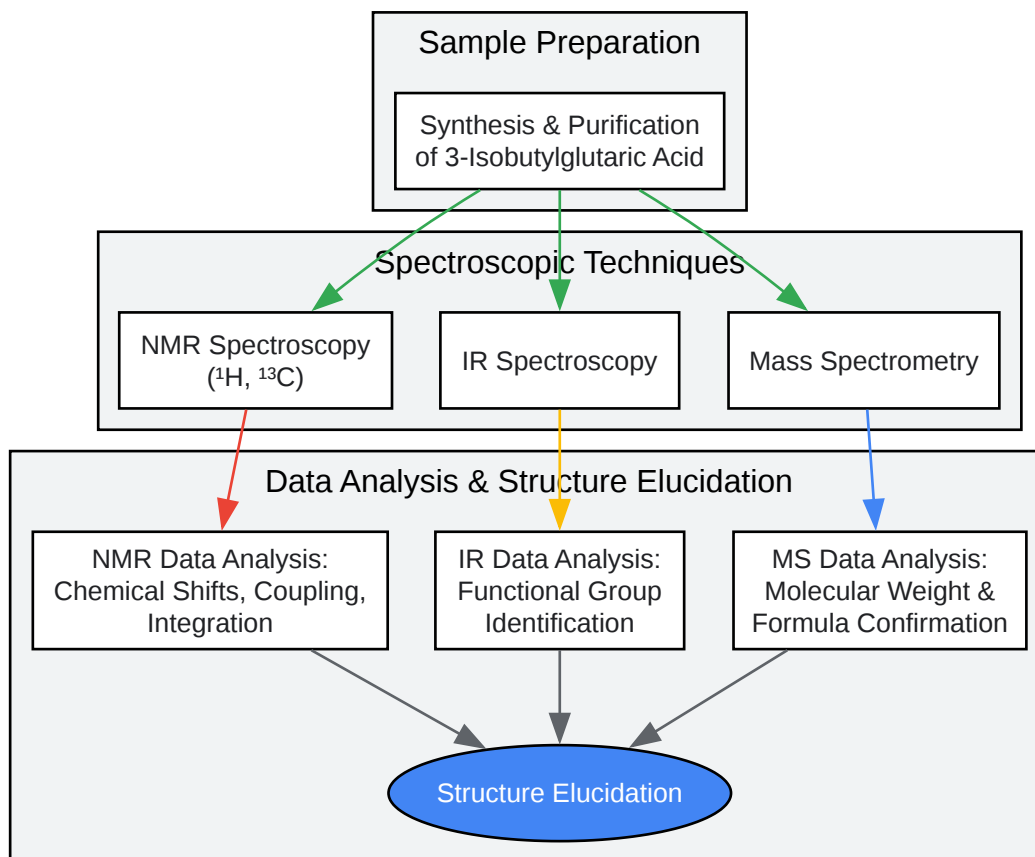 Sample Preparation
Synthesis & Purification
of 3-Isobutylglutaric Acid
Spectroscopic Techniques
NMR Spectroscopy
(¹H, ¹³C)
IR Spectroscopy
Mass Spectrometry
Data Analysis & Structure Elucidation
NMR Data Analysis:
Chemical Shifts, Coupling,
Integration
IR Data Analysis:
Functional Group
Identification
MS Data Analysis:
Molecular Weight &
Formula Confirmation
Structure Elucidation